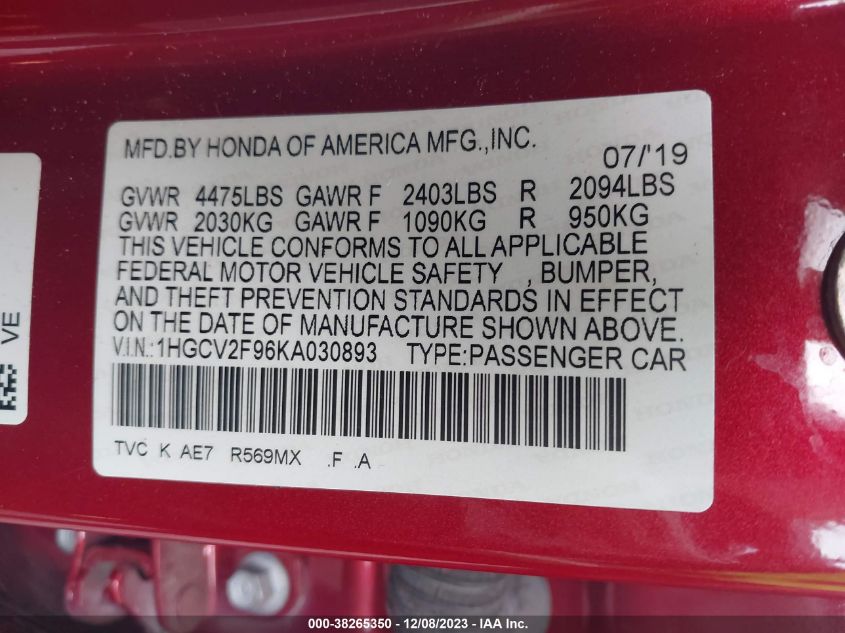 MFD.BY HONDA OF AMERICA MFG.,INC.
07/'19
GVWR 4475LBS GAWR F 2403LBS R 2094LBS
GVWR 2030KG GAWR F 1090KG R 950KG
THIS VEHICLE CONFORMS TO ALL APPLICABLE
FEDERAL MOTOR VEHICLE SAFETY , BUMPER,
AND THEFT PREVENTION STANDARDS IN EFFECT
ON THE DATE OF MANUFACTURE SHOWN ABOVE.
V.I.N.:1HGCV2F96KA030893 TYPE:PASSENGER CAR
TVC K AE7 R569MX .F .A
VE
000-38265350 - 12/08/2023 - IAA Inc.